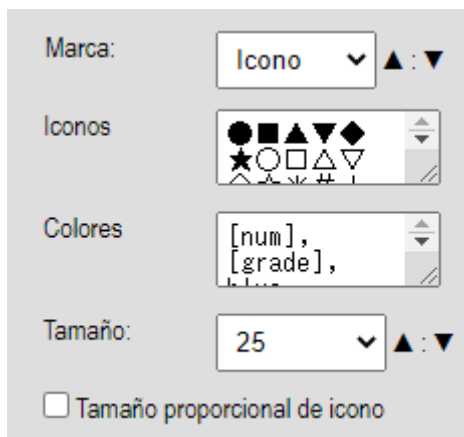 Marca:
Icono
▲ : ▼
Iconos
●■▲▼◆
★○□△▽
Colores
[num],
[grade],
Tamaño:
25
▲ : ▼
Tamaño proporcional de icono